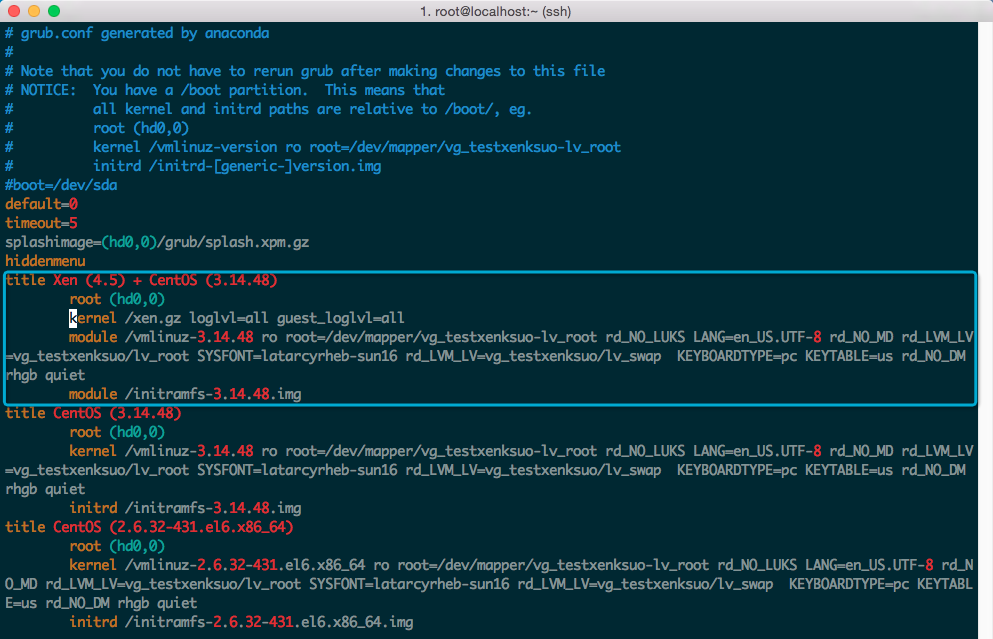 1. root@localhost:~ (ssh)
# grub.conf generated by anaconda
#
# Note that you do not have to rerun grub after making changes to this file
# NOTICE:  You have a /boot partition.  This means that
#          all kernel and initrd paths are relative to /boot/, eg.
#          root (hd0,0)
#          kernel /vmlinuz-version ro root=/dev/mapper/vg_testxenksuo-lv_root
#          initrd /initrd-[generic-]version.img
#boot=/dev/sda
default=0
timeout=5
splashimage=(hd0,0)/grub/splash.xpm.gz
hiddenmenu
title Xen (4.5) + CentOS (3.14.48)
        root (hd0,0)
        kernel /xen.gz loglvl=all guest_loglvl=all
        module /vmlinuz-3.14.48 ro root=/dev/mapper/vg_testxenksuo-lv_root rd_NO_LUKS LANG=en_US.UTF-8 rd_NO_MD rd_LVM_LV
=vg_testxenksuo/lv_root SYSFONT=latarcyrheb-sun16 rd_LVM_LV=vg_testxenksuo/lv_swap  KEYBOARDTYPE=pc KEYTABLE=us rd_NO_DM
rhgb quiet
        module /initramfs-3.14.48.img
title CentOS (3.14.48)
        root (hd0,0)
        kernel /vmlinuz-3.14.48 ro root=/dev/mapper/vg_testxenksuo-lv_root rd_NO_LUKS LANG=en_US.UTF-8 rd_NO_MD rd_LVM_LV
=vg_testxenksuo/lv_root SYSFONT=latarcyrheb-sun16 rd_LVM_LV=vg_testxenksuo/lv_swap  KEYBOARDTYPE=pc KEYTABLE=us rd_NO_DM
rhgb quiet
        initrd /initramfs-3.14.48.img
title CentOS (2.6.32-431.el6.x86_64)
        root (hd0,0)
        kernel /vmlinuz-2.6.32-431.el6.x86_64 ro root=/dev/mapper/vg_testxenksuo-lv_root rd_NO_LUKS LANG=en_US.UTF-8 rd_N
O_MD rd_LVM_LV=vg_testxenksuo/lv_root SYSFONT=latarcyrheb-sun16 rd_LVM_LV=vg_testxenksuo/lv_swap  KEYBOARDTYPE=pc KEYTABL
E=us rd_NO_DM rhgb quiet
        initrd /initramfs-2.6.32-431.el6.x86_64.img